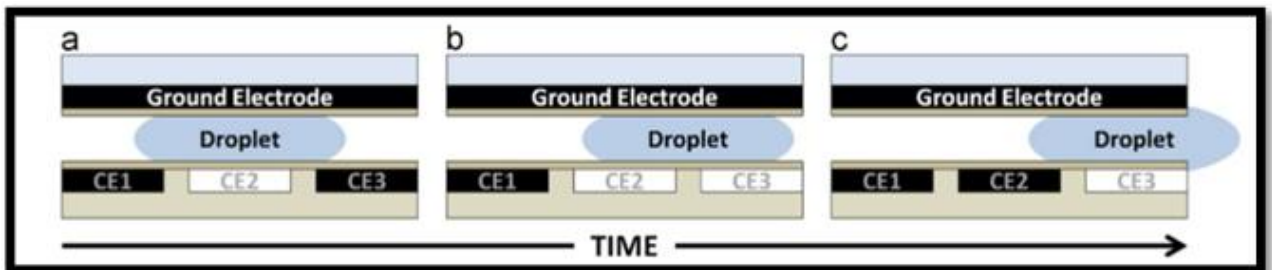 a b c
Ground Electrode Ground Electrode Ground Electrode
Droplet Droplet Droplet
CE1 CE2 CE3 CE1 CE2 CE3 CE1 CE2 CE3
TIME